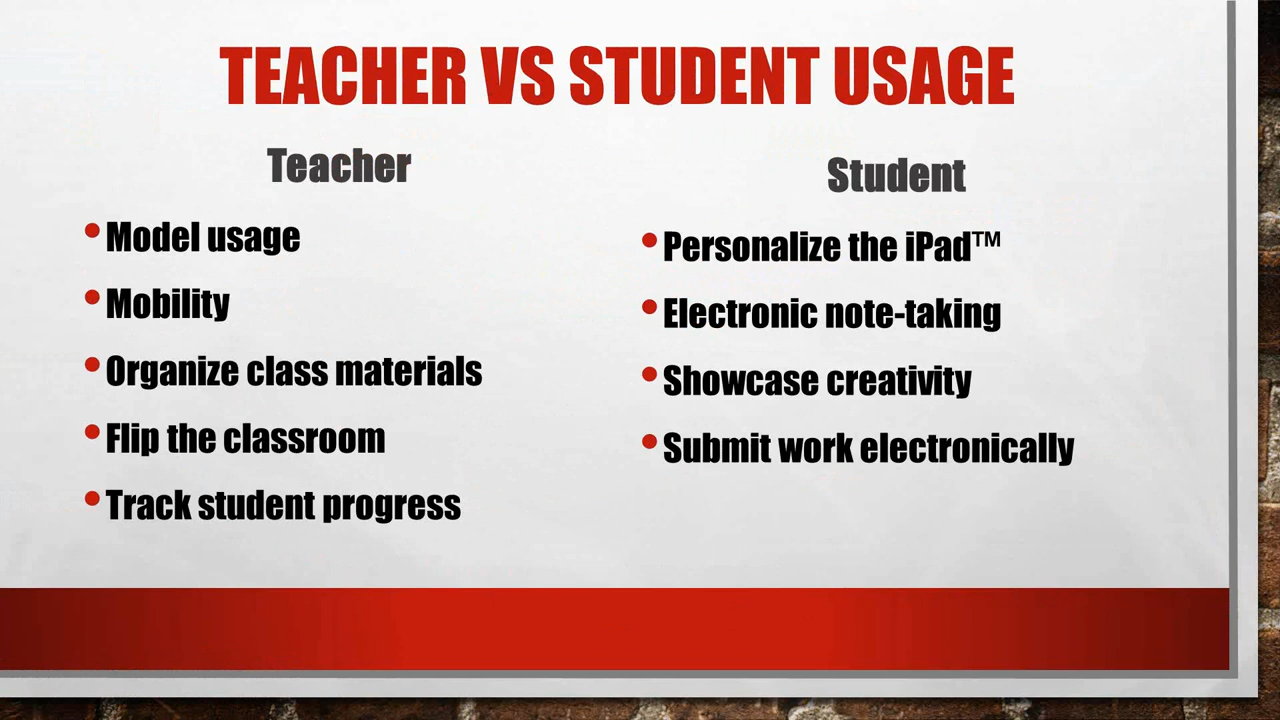 TEACHER VS STUDENT USAGE
Teacher
•Model usage
•Mobility
•Organize class materials
•Flip the classroom
•Track student progress
Student
•Personalize the iPad™
•Electronic note-taking
•Showcase creativity
•Submit work electronically